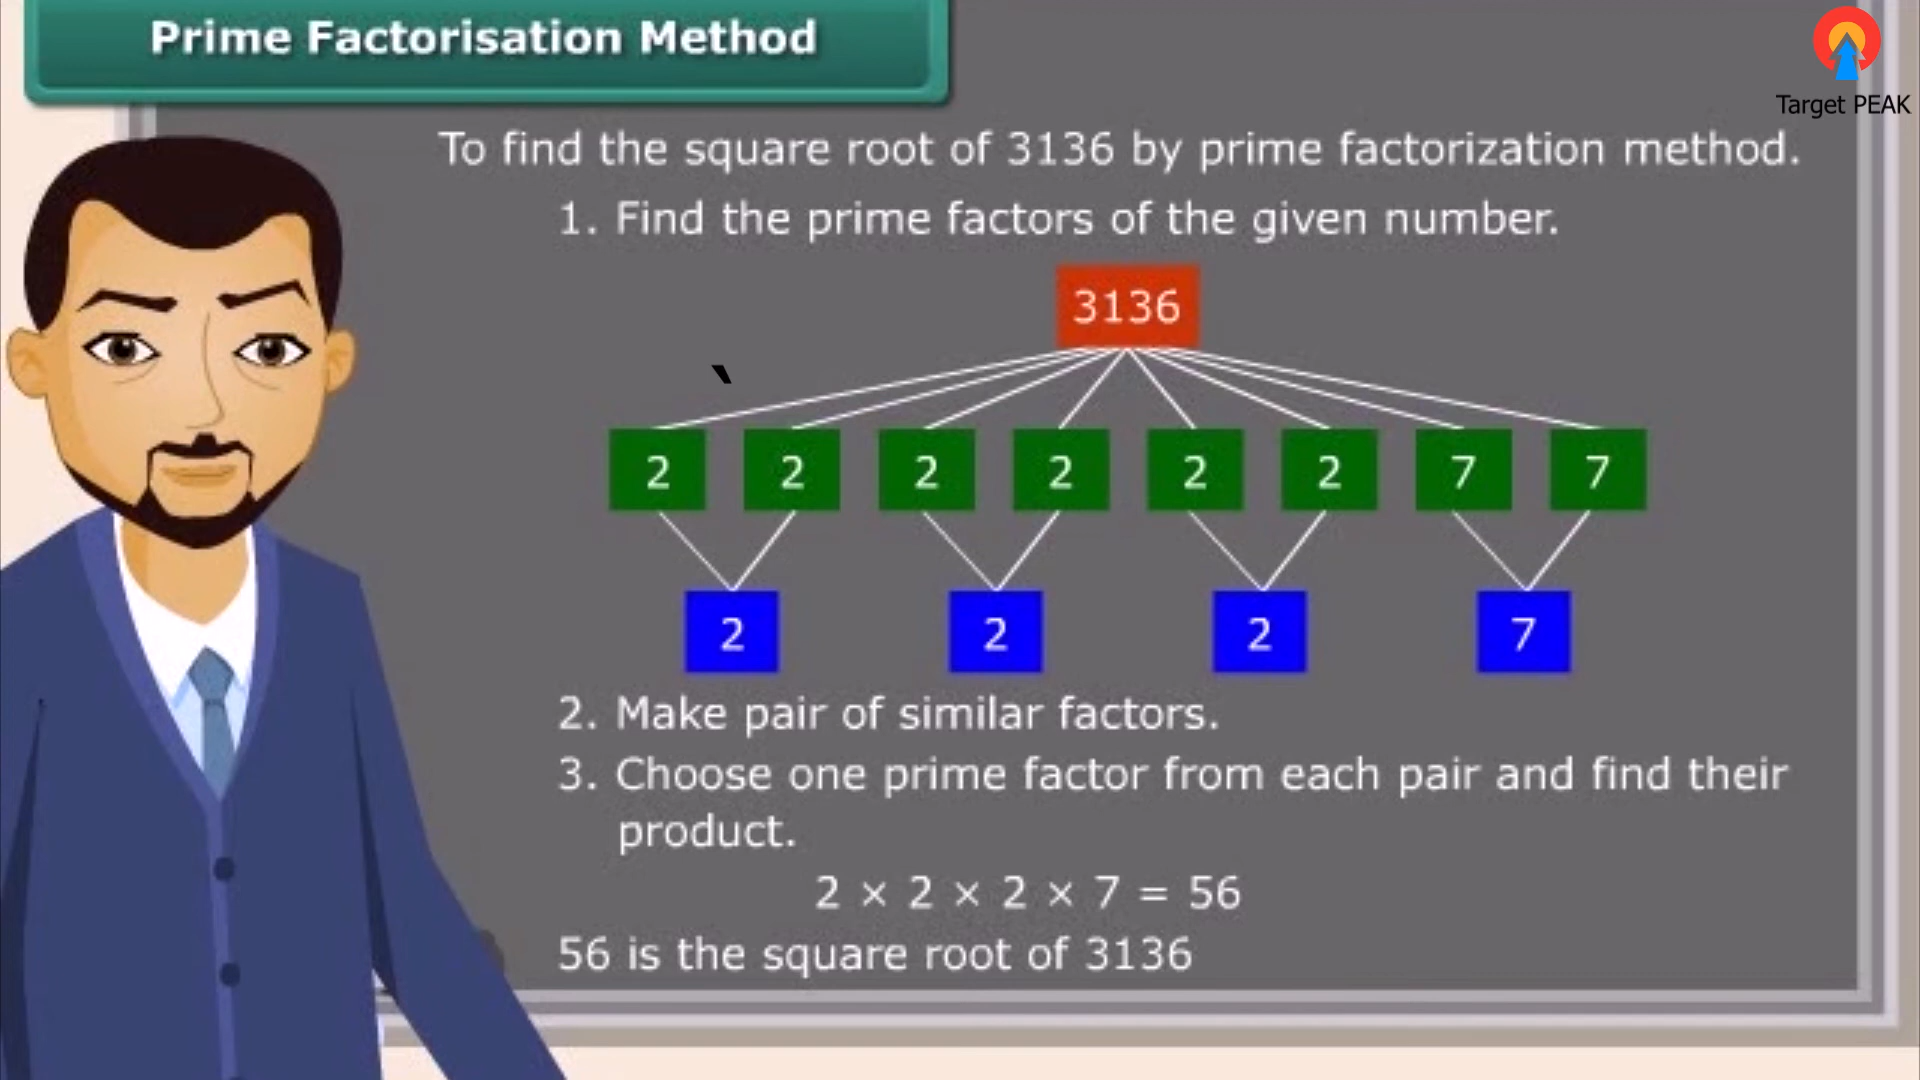 Prime Factorisation Method
Target PEAK
To find the square root of 3136 by prime factorization method.
1. Find the prime factors of the given number.
3136
2 2 2 2 2 2 7 7
2 2 2 7
2. Make pair of similar factors.
3. Choose one prime factor from each pair and find their
product.
2 × 2 × 2 × 7 = 56
56 is the square root of 3136